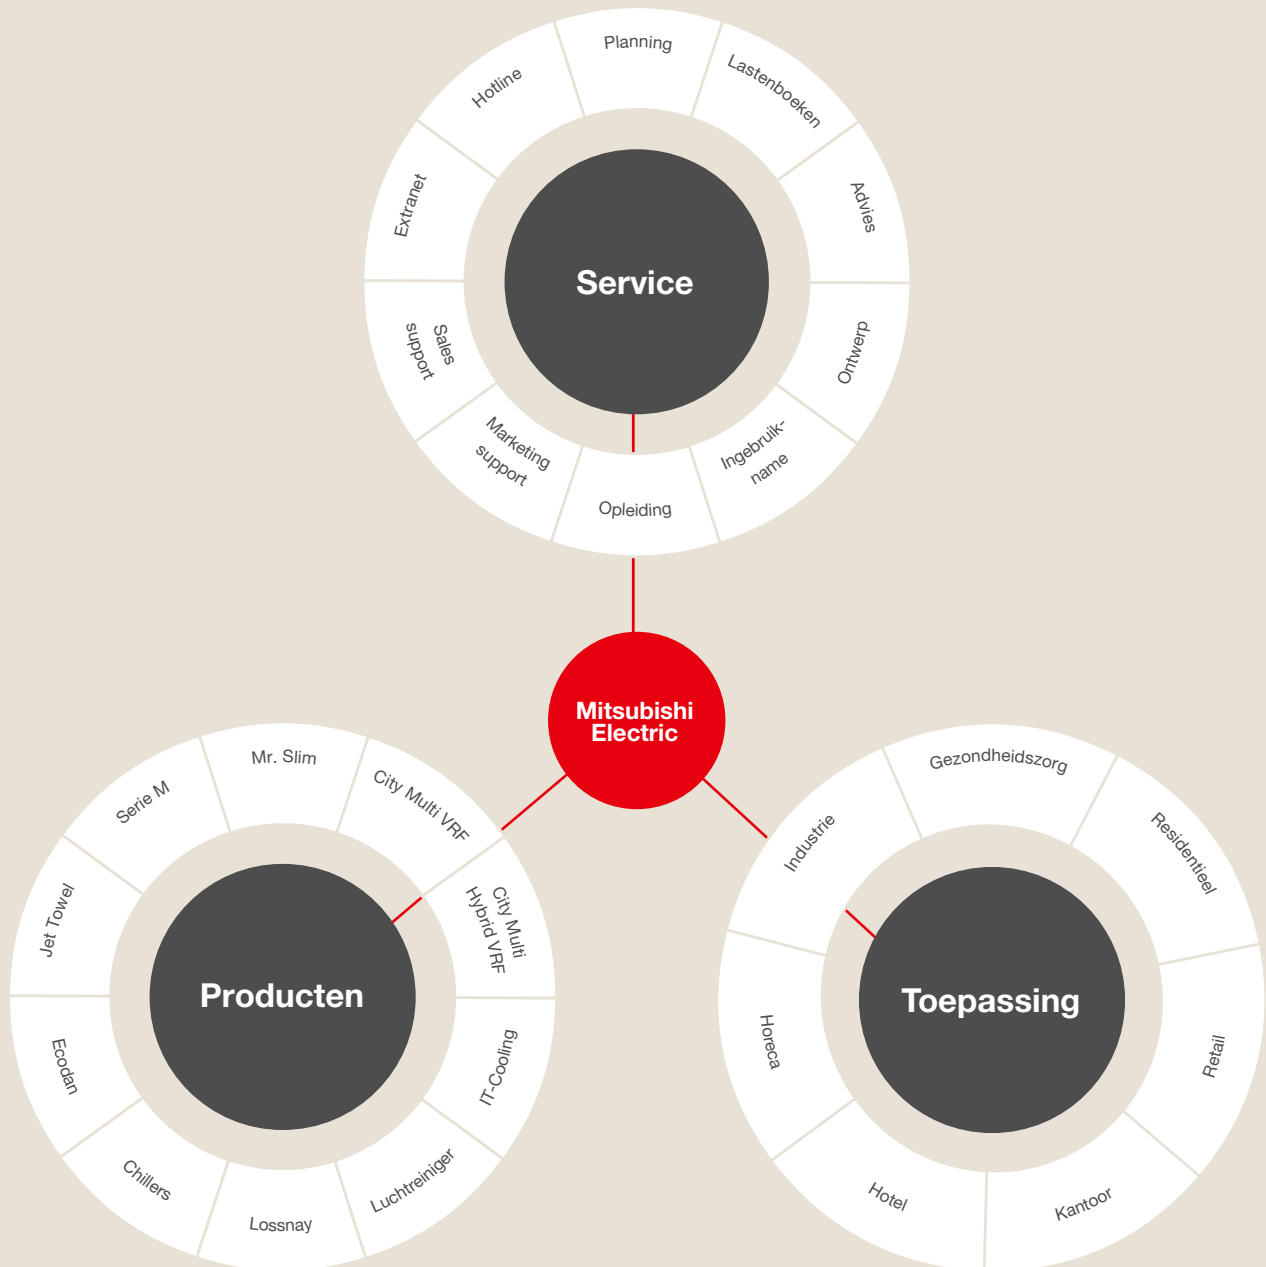 Planning
Lastenboeken
Advies
Ontwerp
Ingebruik-
name
Opleiding
Marketing
support
Sales
support
Extranet
Hotline
Service
Mitsubishi
Electric
Mr. Slim
City Multi VRF
City Multi
Hybrid VRF
IT-Cooling
Luchtreiniger
Lossnay
Chillers
Ecodan
Jet Towel
Serie M
Producten
Gezondheidszorg
Residentieel
Retail
Kantoor
Hotel
Horeca
Industrie
Toepassing